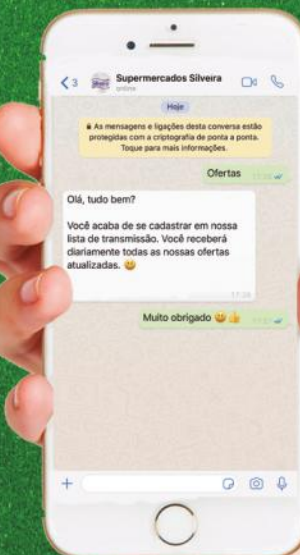 3
Supermercados Silveira
online
Hoje
As mensagens e ligações desta conversa estão
protegidas com a criptografia de ponta a ponta.
Toque para mais informações.
Ofertas
Olá, tudo bem?
Você acaba de se cadastrar em nossa
lista de transmissão. Você receberá
diariamente todas as nossas ofertas
atualizadas. 😃
Muito obrigado 😃👍